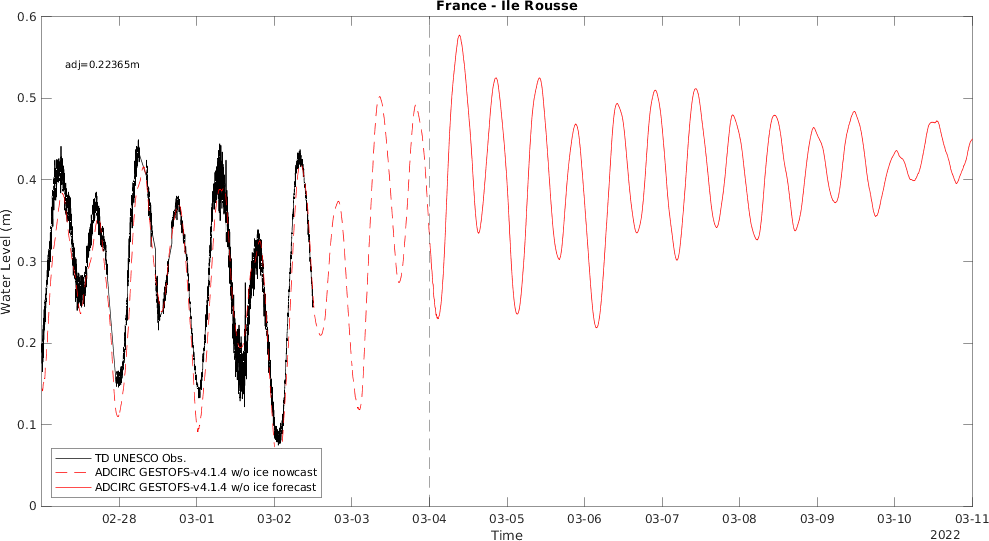 France - Ile Rousse
adj=0.22365m
Water Level (m)
0.6
0.5
0.4
0.3
0.2
0.1
0
TD UNESCO Obs.
ADCIRC GESTOFS-v4.1.4 w/o ice nowcast
ADCIRC GESTOFS-v4.1.4 w/o ice forecast
02-28 03-01 03-02 03-03 03-04 03-05 03-06 03-07 03-08 03-09 03-10 03-11
Time
2022